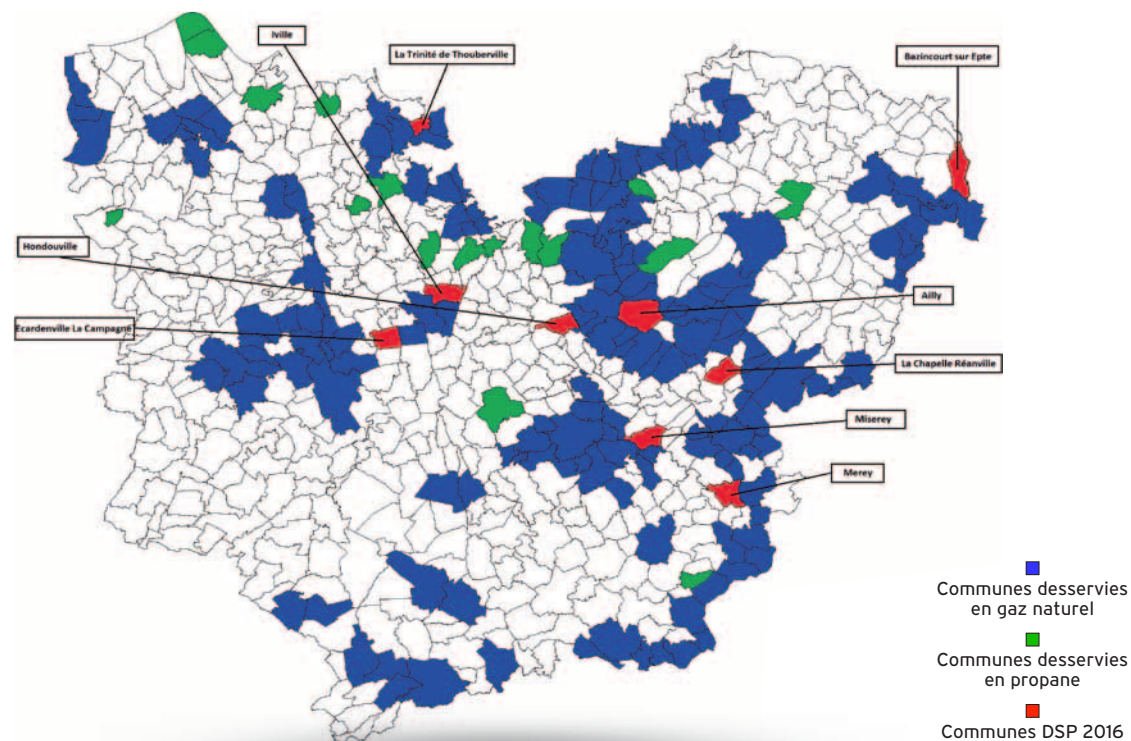 Iville
La Trinité de Thouberville
Bazincourt sur Epte
Hondouville
Ecardenville La Campagne
Ailly
La Chapelle Réanville
Miserey
Merey
Communes desservies
en gaz naturel
Communes desservies
en propane
Communes DSP 2016